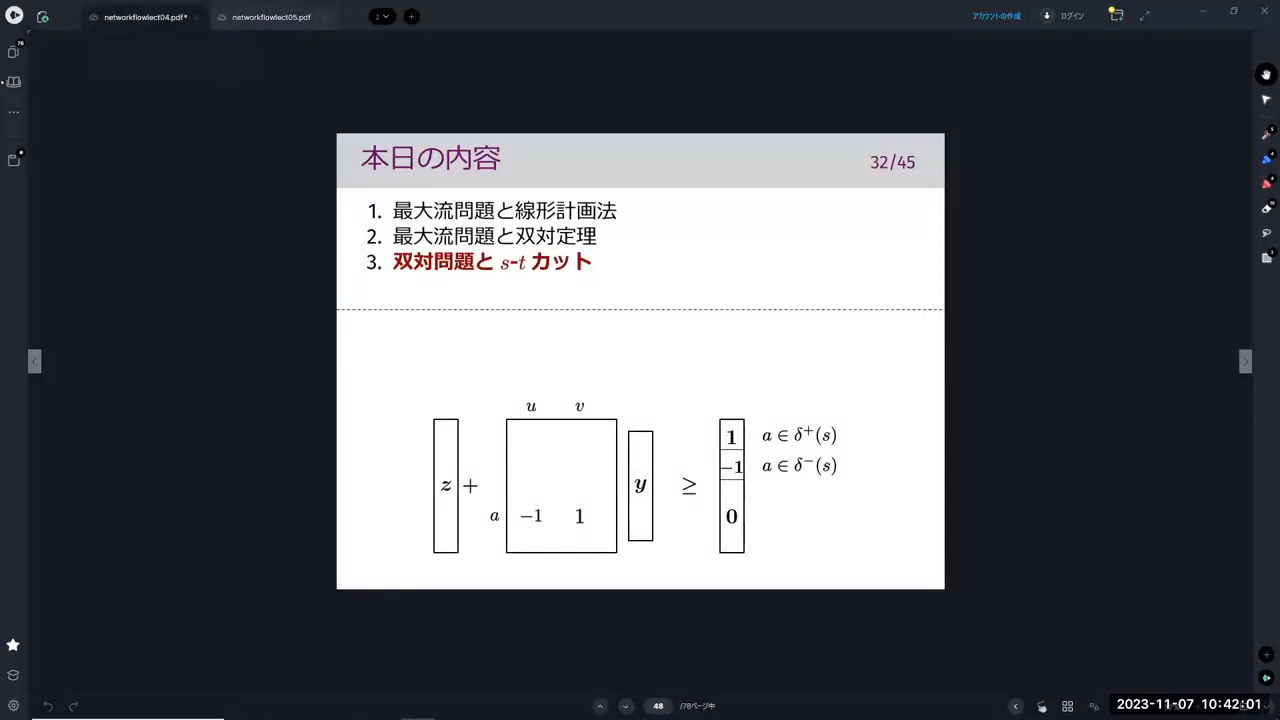 networkflowlect04.pdf*
networkflowlect05.pdf
2
アカウントの作成
ログイン
本日の内容
32/45
1. 最大流問題と線形計画法
2. 最大流問題と双対定理
3. 双対問題と s-t カット
u v
z + a −1 1 y ≥
1 a ∈ δ⁺(s)
−1 a ∈ δ⁻(s)
0
48 /78ページ中
2023-11-07 10:42:01